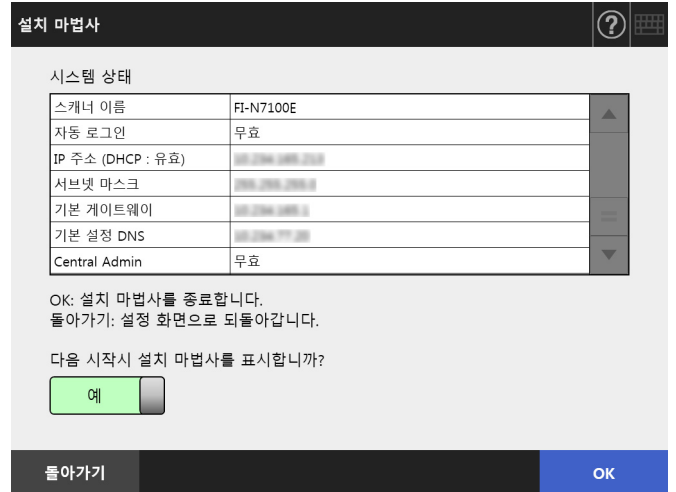 설치 마법사
?
시스템 상태
스캐너 이름 FI-N7100E
자동 로그인 무효
IP 주소 (DHCP : 유효)
서브넷 마스크
기본 게이트웨이
기본 설정 DNS
Central Admin 무효
OK: 설치 마법사를 종료합니다.
돌아가기: 설정 화면으로 되돌아갑니다.
다음 시작시 설치 마법사를 표시합니까?
예
돌아가기 OK